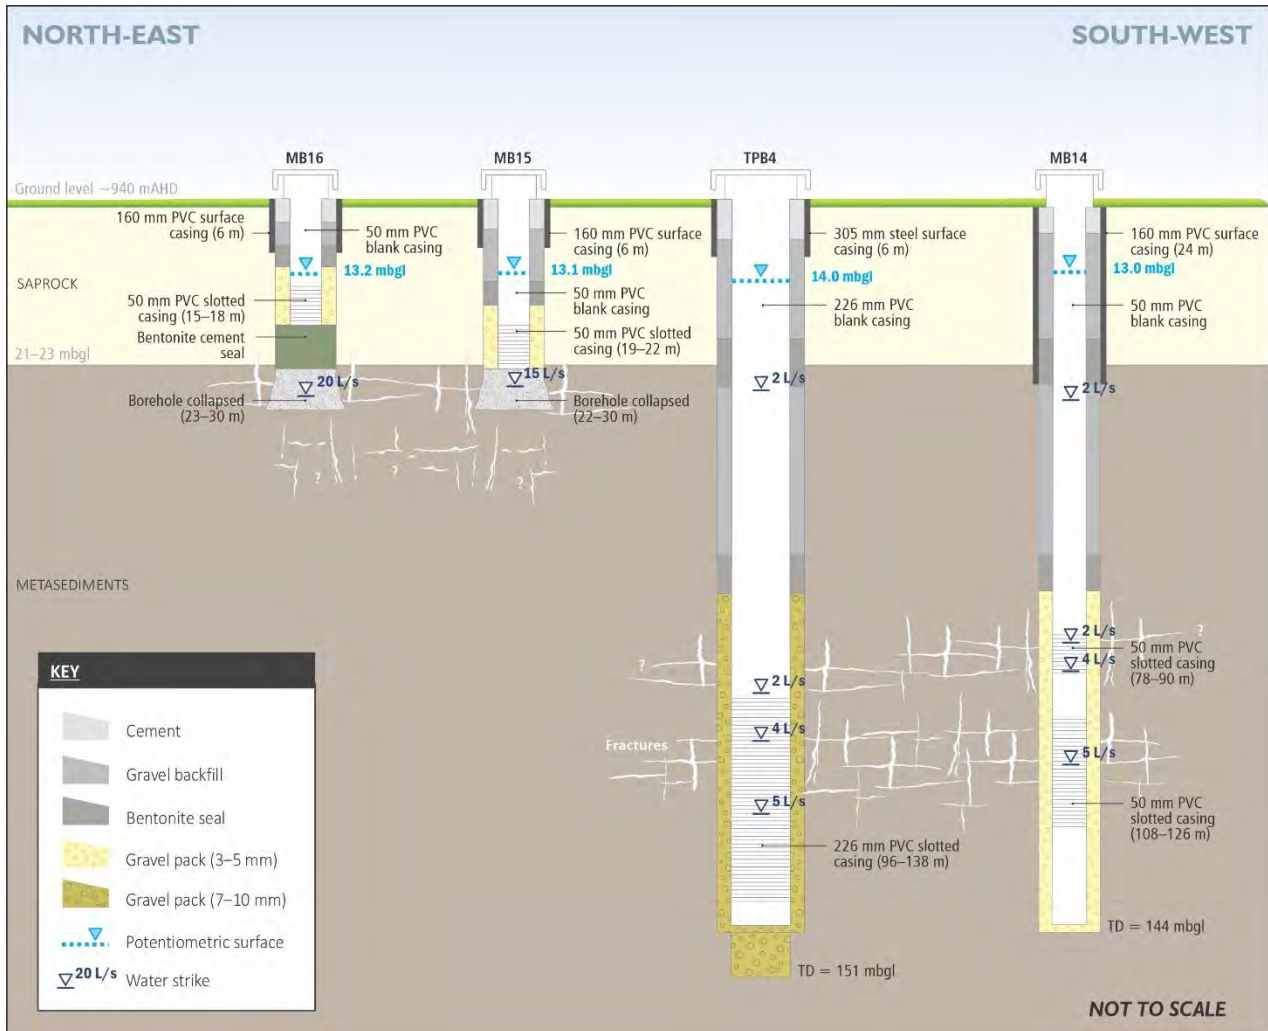 NORTH-EAST
SOUTH-WEST
MB16
MB15
TPB4
MB14
Ground level ~940 mAHD
160 mm PVC surface
casing (6 m)
50 mm PVC
blank casing
160 mm PVC surface
casing (6 m)
305 mm steel surface
casing (6 m)
160 mm PVC surface
casing (24 m)
13.2 mbgl
13.1 mbgl
14.0 mbgl
13.0 mbgl
SAPROCK
50 mm PVC slotted
casing (15–18 m)
50 mm PVC
blank casing
226 mm PVC
blank casing
50 mm PVC
blank casing
Bentonite cement
seal
50 mm PVC slotted
casing (19–22 m)
21–23 mbgl
20 L/s
15 L/s
2 L/s
2 L/s
Borehole collapsed
(23–30 m)
Borehole collapsed
(22–30 m)
?
?
?
?
METASEDIMENTS
2 L/s
?
50 mm PVC
slotted casing
(78–90 m)
4 L/s
?
2 L/s
4 L/s
Fractures
5 L/s
5 L/s
50 mm PVC
slotted casing
(108–126 m)
226 mm PVC slotted
casing (96–138 m)
TD = 144 mbgl
TD = 151 mbgl
KEY
Cement
Gravel backfill
Bentonite seal
Gravel pack (3–5 mm)
Gravel pack (7–10 mm)
Potentiometric surface
20 L/s Water strike
NOT TO SCALE